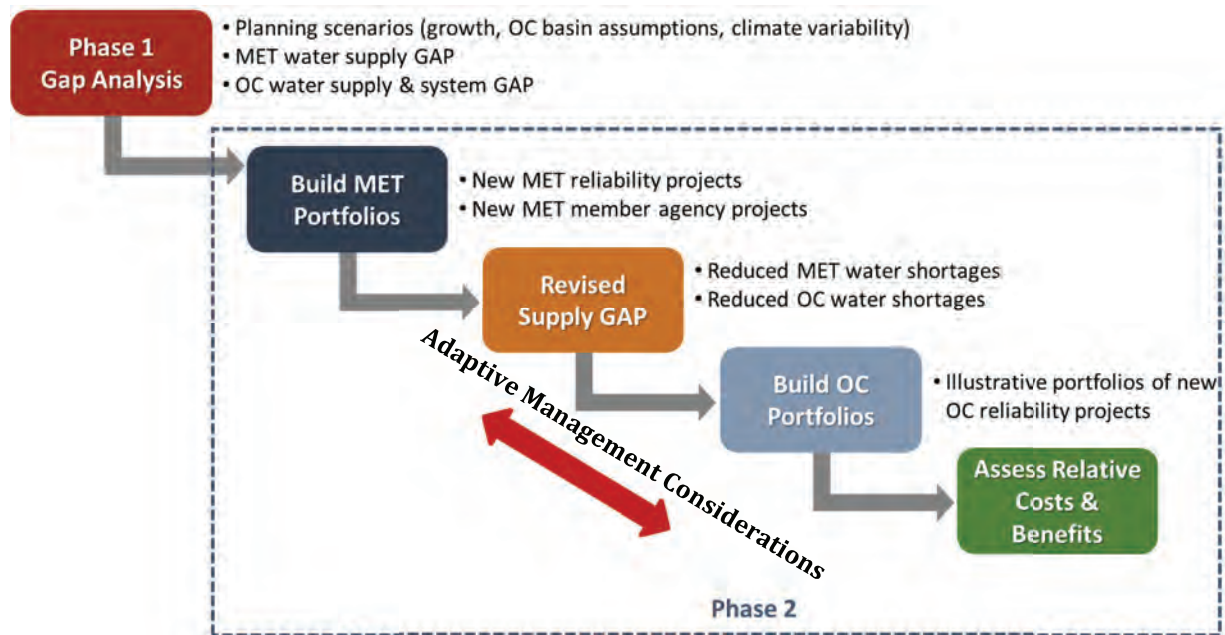 Phase 1
Gap Analysis
• Planning scenarios (growth, OC basin assumptions, climate variability)
• MET water supply GAP
• OC water supply & system GAP
Build MET
Portfolios
• New MET reliability projects
• New MET member agency projects
Revised
Supply GAP
• Reduced MET water shortages
• Reduced OC water shortages
Adaptive Management Considerations
Build OC
Portfolios
• Illustrative portfolios of new
OC reliability projects
Assess Relative
Costs &
Benefits
Phase 2